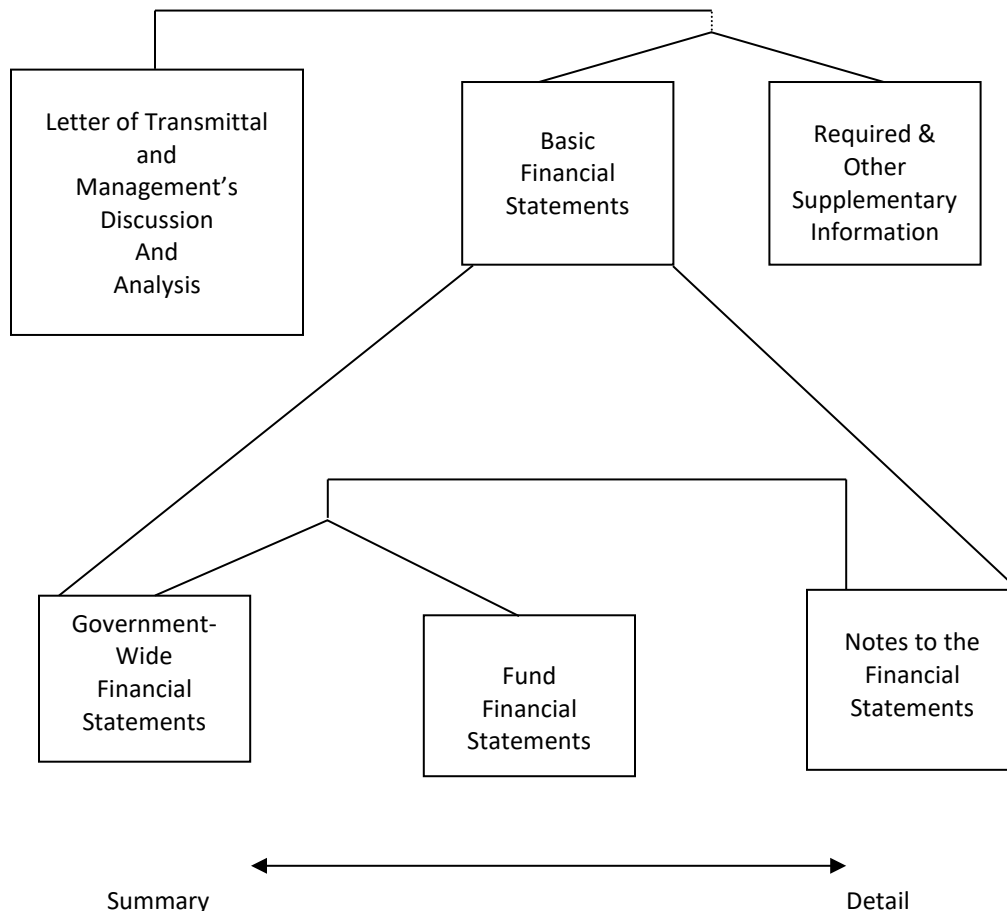 Letter of Transmittal
and
Management’s
Discussion
And
Analysis
Basic
Financial
Statements
Required &
Other
Supplementary
Information
Government-
Wide
Financial
Statements
Fund
Financial
Statements
Notes to the
Financial
Statements
Summary
Detail